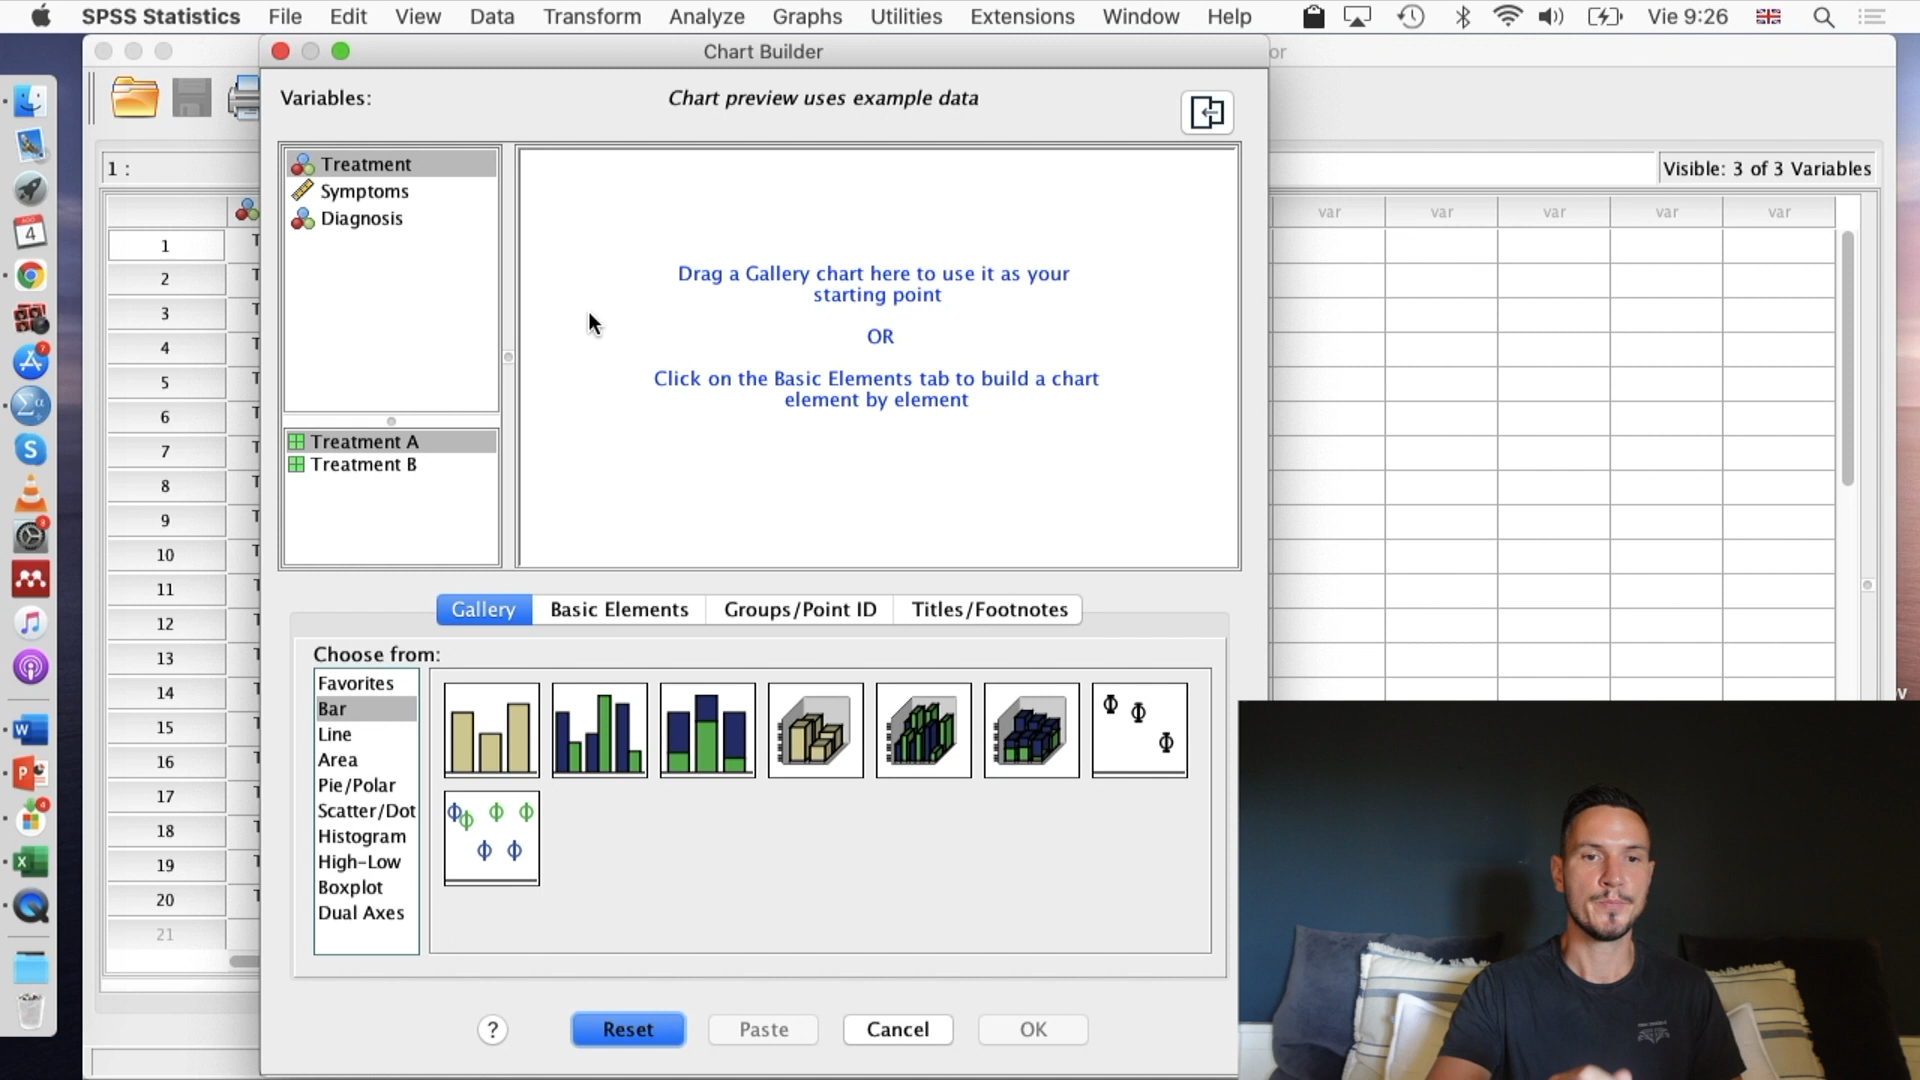 SPSS Statistics File Edit View Data Transform Analyze Graphs Utilities Extensions Window Help Vie 9:26
Chart Builder
or
Variables:
Chart preview uses example data
Treatment
Symptoms
Diagnosis
Drag a Gallery chart here to use it as your
starting point
OR
Click on the Basic Elements tab to build a chart
element by element
Treatment A
Treatment B
Gallery Basic Elements Groups/Point ID Titles/Footnotes
Choose from:
Favorites
Bar
Line
Area
Pie/Polar
Scatter/Dot
Histogram
High-Low
Boxplot
Dual Axes
? Reset Paste Cancel OK
1 :
Visible: 3 of 3 Variables
var var var var var
1
2
3
4
5
6
7
8
9
10
11
12
13
14
15
16
17
18
19
20
21
AGO
4